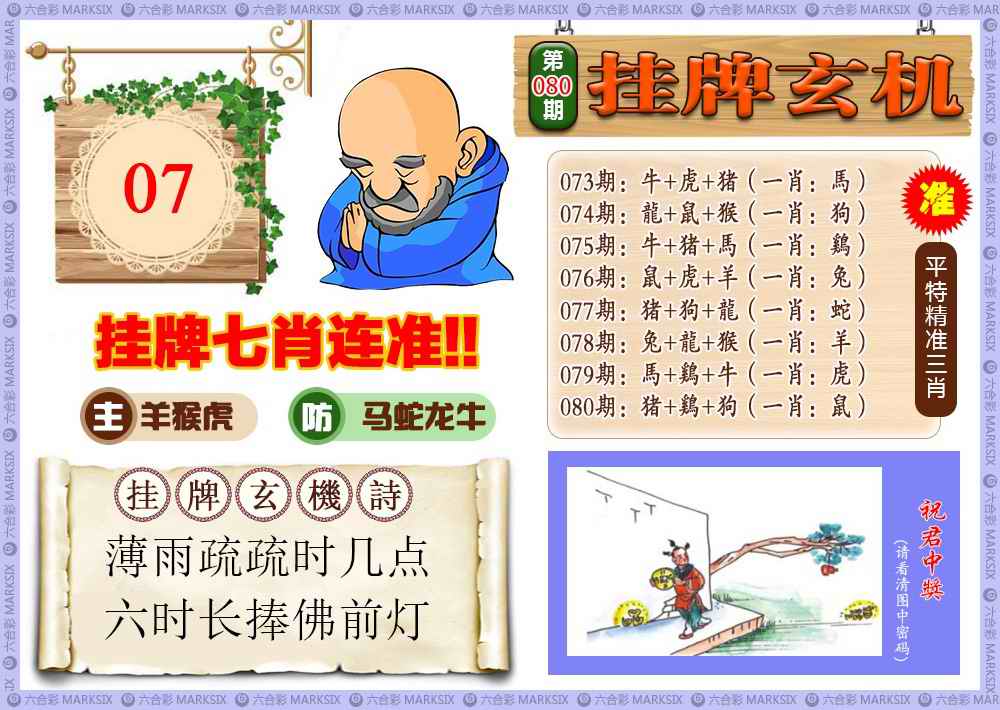 六合彩 MARKSIX
07
挂牌七肖连准!!
主 羊猴虎
防 马蛇龙牛
挂牌玄機詩
薄雨疏疏时几点
六时长捧佛前灯
第080期
挂牌玄机
073期：牛+虎+猪（一肖：馬）
074期：龍+鼠+猴（一肖：狗）
075期：牛+猪+馬（一肖：鷄）
076期：鼠+虎+羊（一肖：兔）
077期：猪+狗+龍（一肖：蛇）
078期：兔+龍+猴（一肖：羊）
079期：馬+鷄+牛（一肖：虎）
080期：猪+鷄+狗（一肖：鼠）
准
平特精准三肖
祝君中獎
(请看清图中密码)